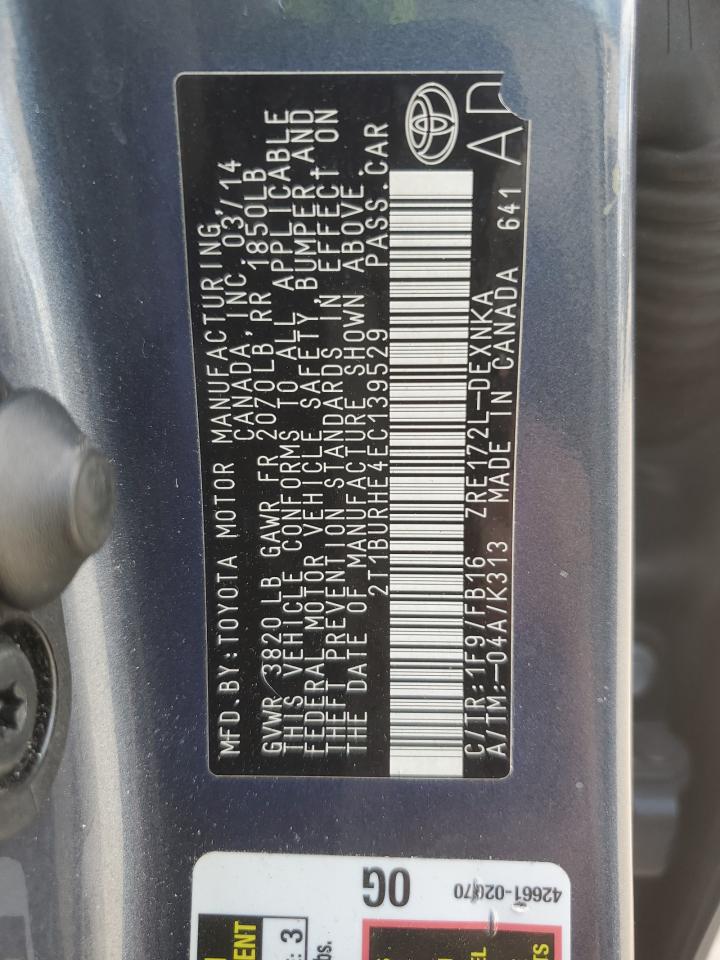 MFD.BY:TOYOTA MOTOR MANUFACTURING,
CANADA, INC. 03/14
GVWR 3820 LB GAWR FR 2070LB, RR 1850LB
THIS VEHICLE CONFORMS TO ALL APPLICABLE
FEDERAL MOTOR VEHICLE SAFETY, BUMPER, AND
THEFT PREVENTION STANDARDS IN EFFECT ON
THE DATE OF MANUFACTURE SHOWN ABOVE.
2T1BURHE4EC139529 PASS.CAR
C/TR:1F9/FB16 ZRE172L-DEXNKA
A/TM:-04A/K313 MADE IN CANADA 641
OG
42661-02Q70
3